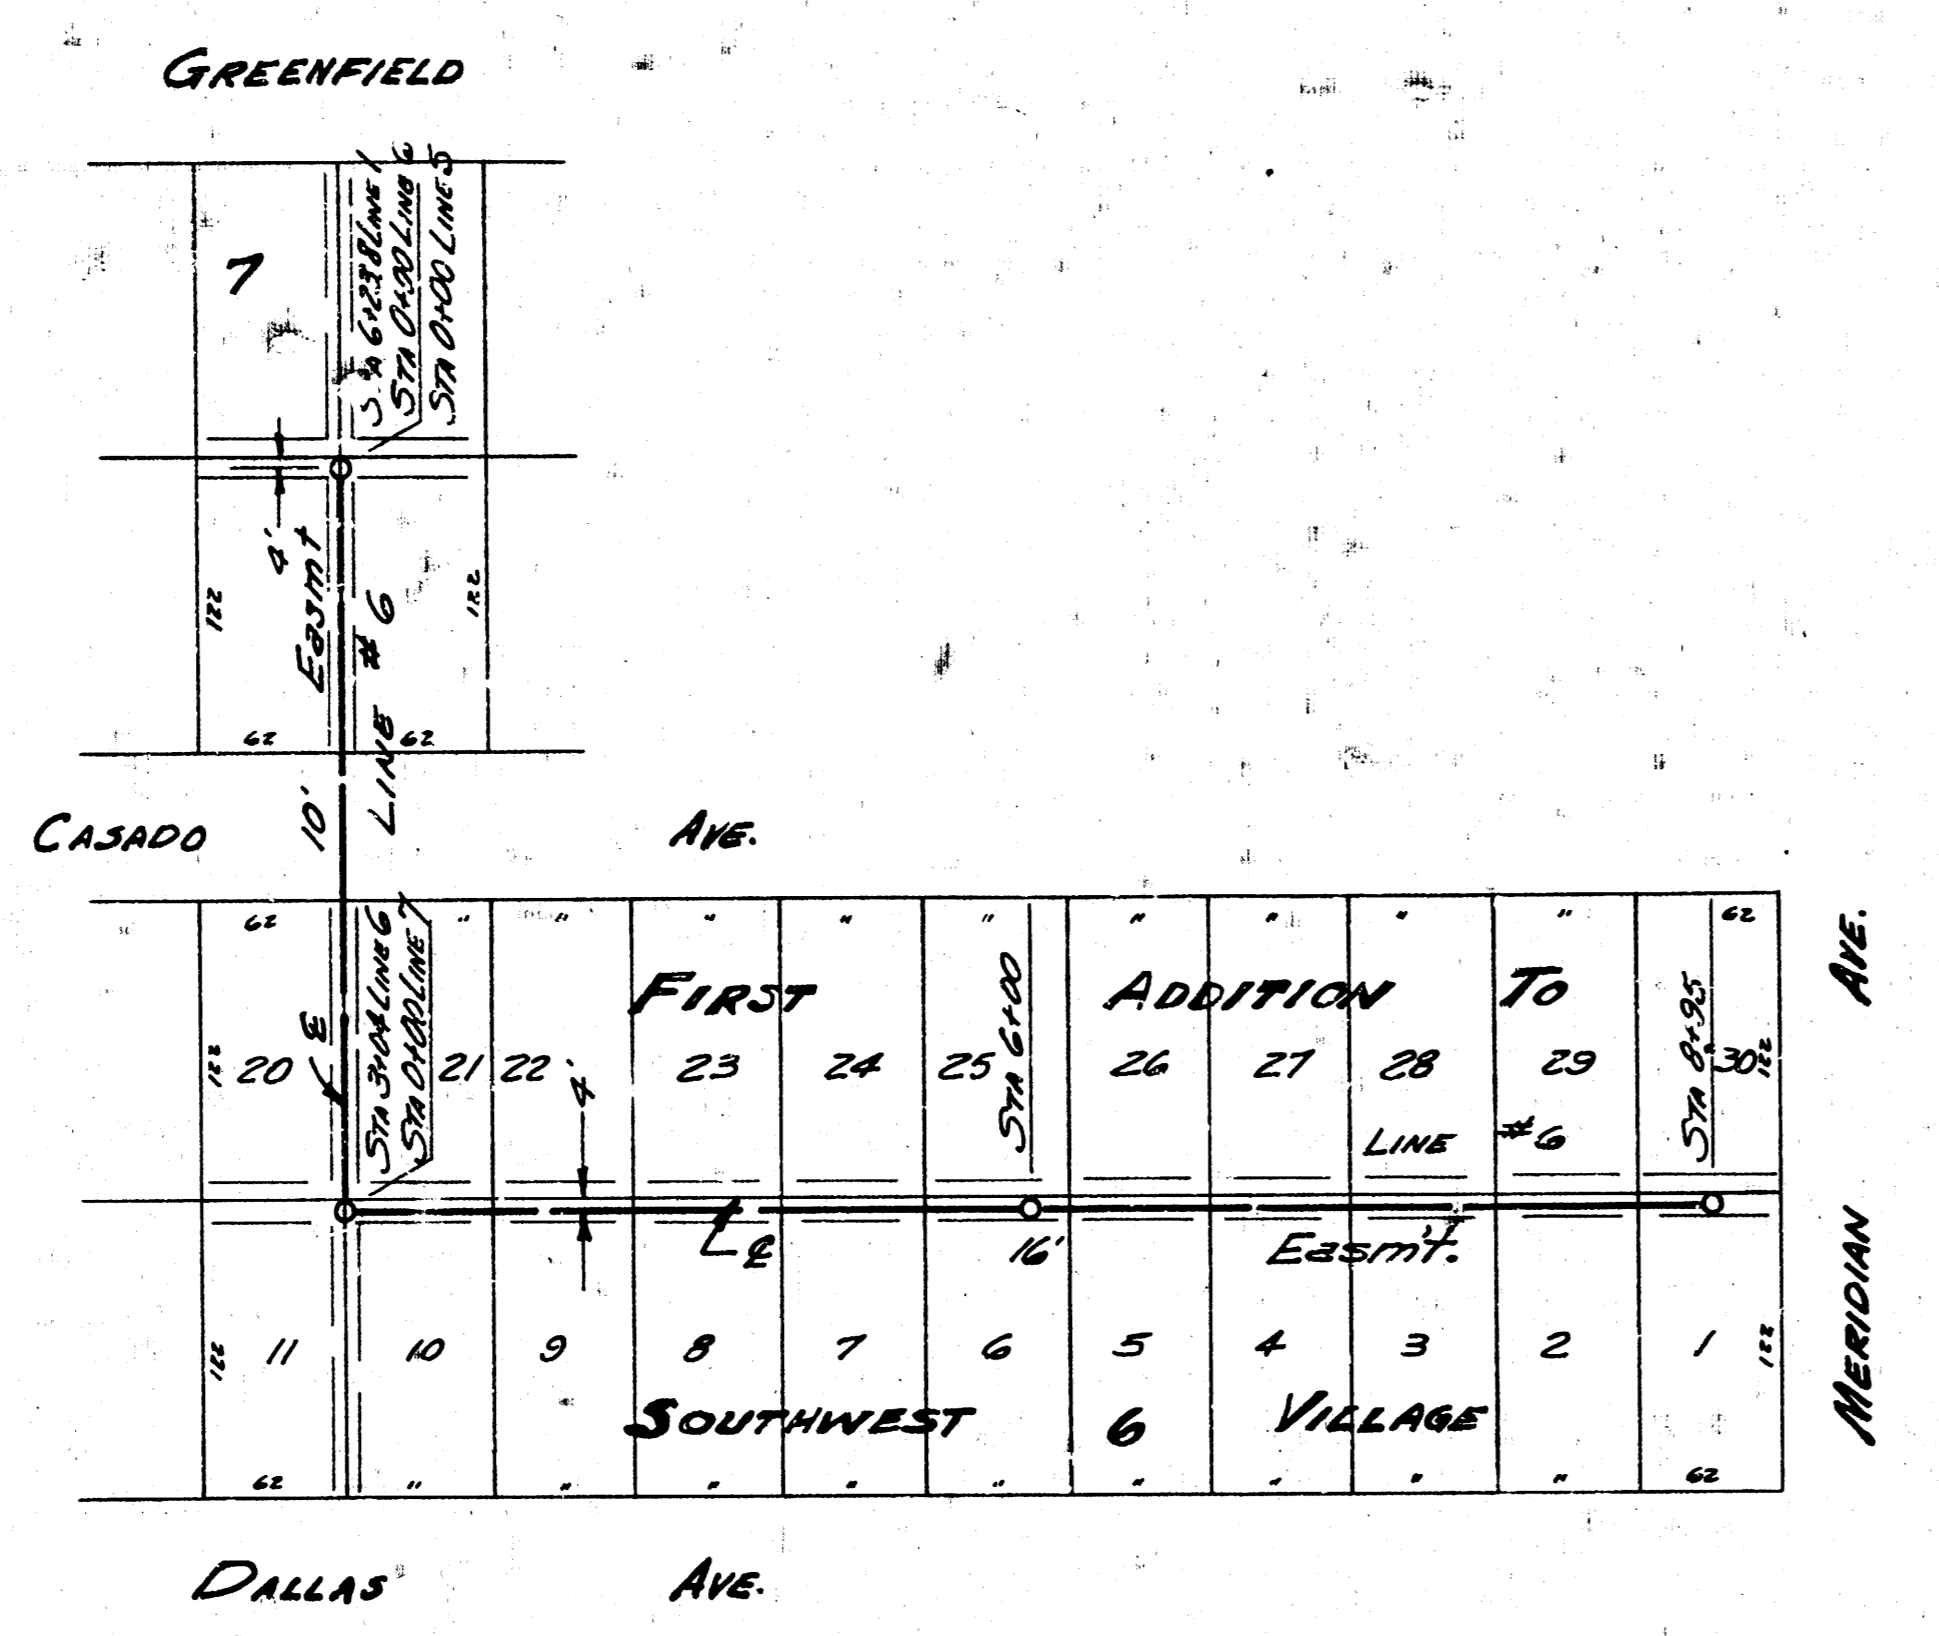 GREENFIELD
STA 6+23.8 LINE 1
STA 0+00 LINE 6
STA 0+00 LINE 5
7
4'
Easmt
122
122
LINE # 6
62
62
10'
CASADO AVE.
62 " " " " " " " " " 62
STA 3+04 LINE 6
STA 0+00 LINE 7
STA 6+00
STA 8+95
FIRST ADDITION TO
AVE.
122 20 21 22 23 24 25 26 27 28 29 30 122
4'
LINE #6
℄
℄
16' Easm't.
MERIDIAN
122 11 10 9 8 7 6 5 4 3 2 1 122
SOUTHWEST 6 VILLAGE
62 " " " " " " " " " 62
DALLAS AVE.